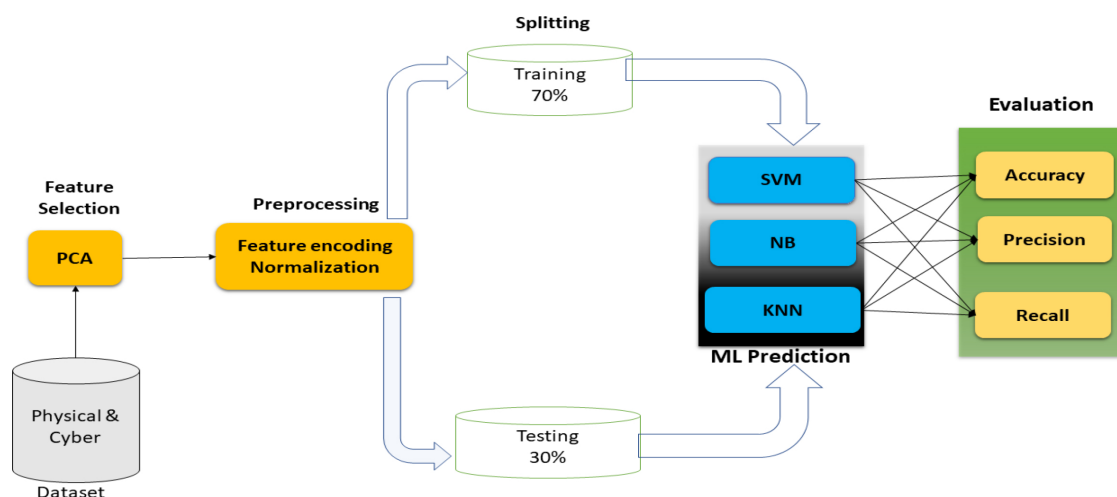 Splitting
Training
70%
Evaluation
SVM
Accuracy
Feature
Selection
Preprocessing
PCA
Feature encoding
Normalization
NB
Precision
KNN
Recall
ML Prediction
Physical &
Cyber
Testing
30%
Dataset